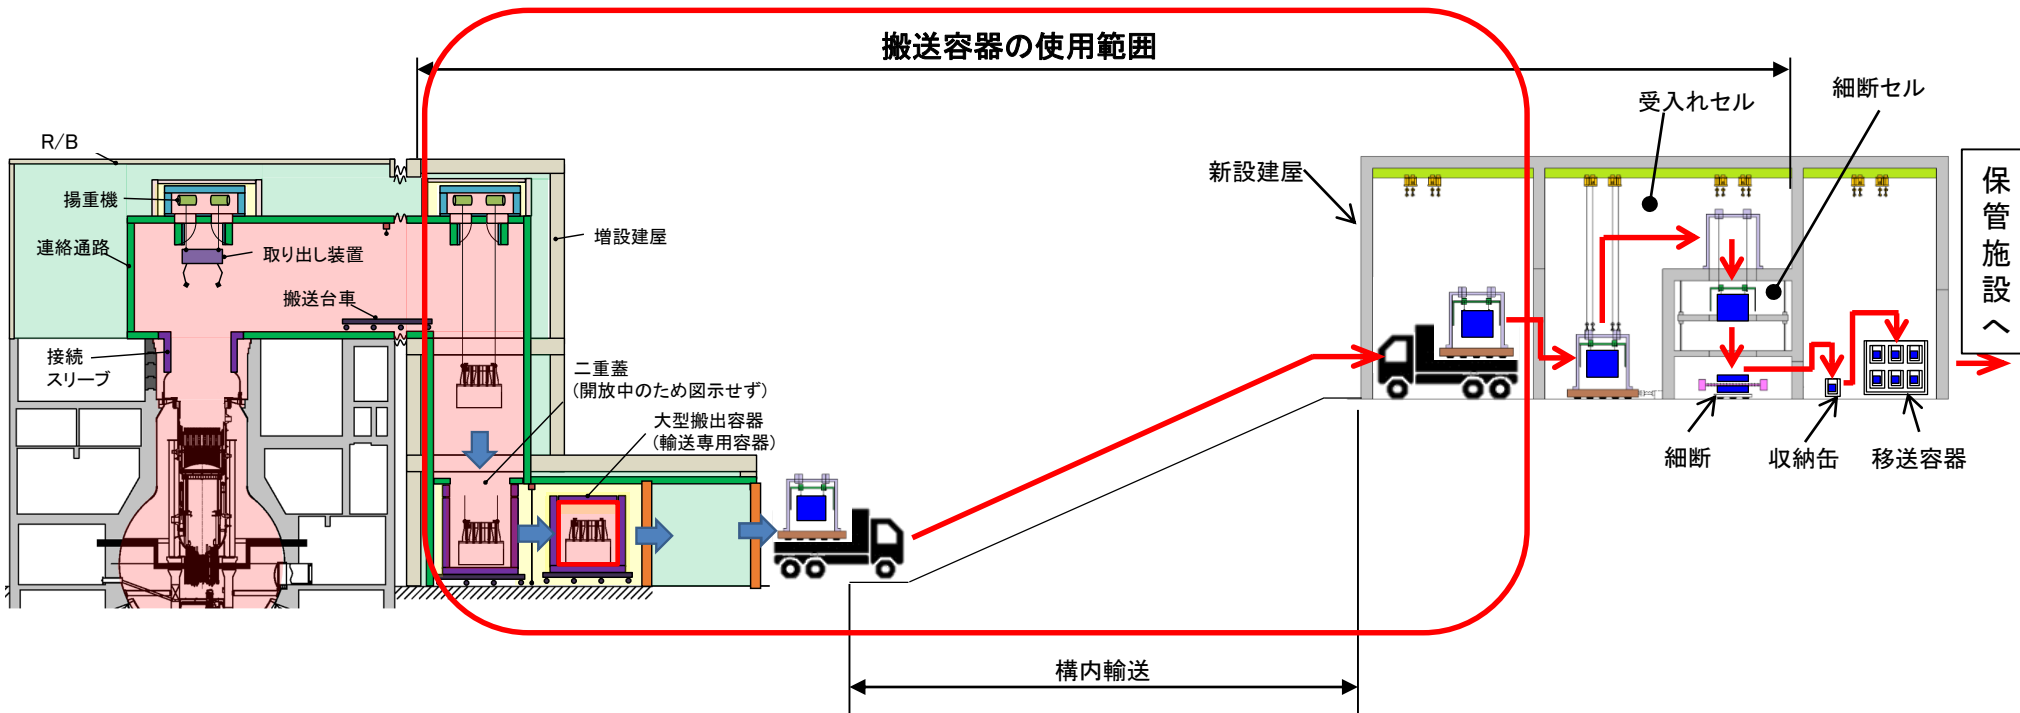 搬送容器の使用範囲
R/B
揚重機
連絡通路
取り出し装置
搬送台車
接続
スリーブ
増設建屋
二重蓋
(開放中のため図示せず)
大型搬出容器
(輸送専用容器)
構内輸送
新設建屋
受入れセル
細断セル
細断
収納缶
移送容器
保管施設へ